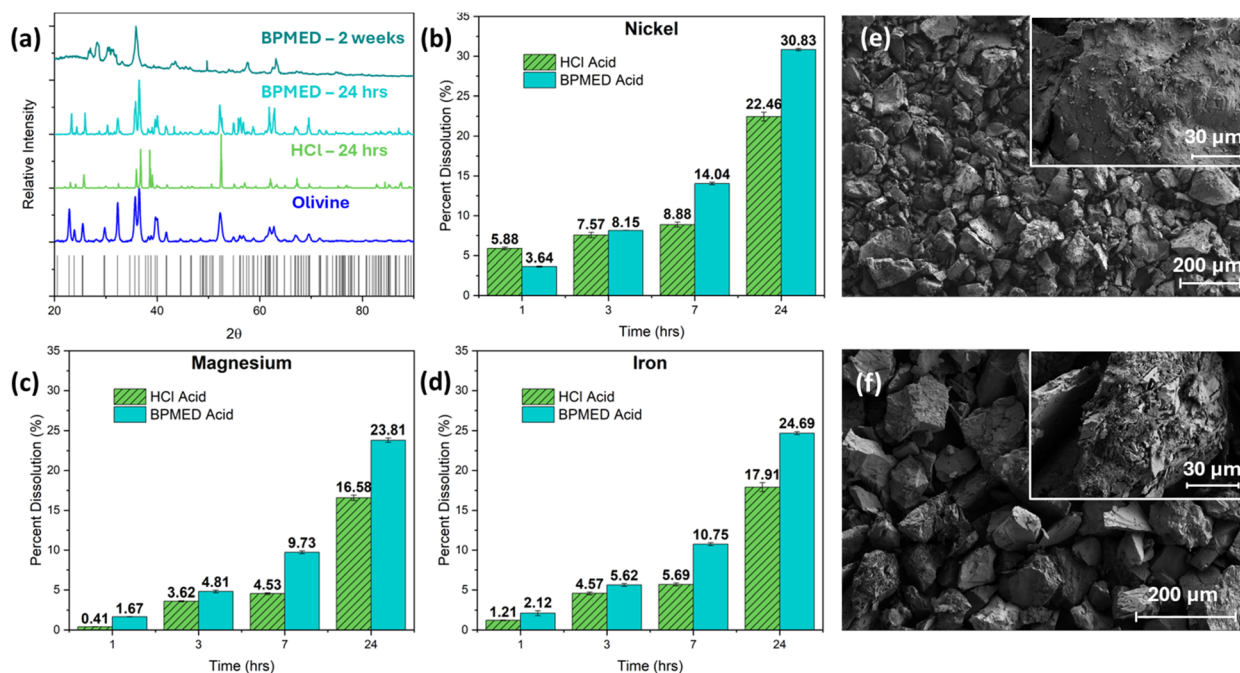 (a)
BPMED – 2 weeks
BPMED – 24 hrs
HCl – 24 hrs
Olivine
Relative Intensity
20 40 60 80
2θ
(b)
Nickel
HCl Acid
BPMED Acid
Percent Dissolution (%)
35
30
25
20
15
10
5
0
5.88 3.64 7.57 8.15 8.88 14.04 22.46 30.83
1 3 7 24
Time (hrs)
(e)
30 µm
200 µm
(c)
Magnesium
HCl Acid
BPMED Acid
Percent Dissolution (%)
35
30
25
20
15
10
5
0
0.41 1.67 3.62 4.81 4.53 9.73 16.58 23.81
1 3 7 24
Time (hrs)
(d)
Iron
HCl Acid
BPMED Acid
Percent Dissolution (%)
35
30
25
20
15
10
5
0
1.21 2.12 4.57 5.62 5.69 10.75 17.91 24.69
1 3 7 24
Time (hrs)
(f)
30 µm
200 µm